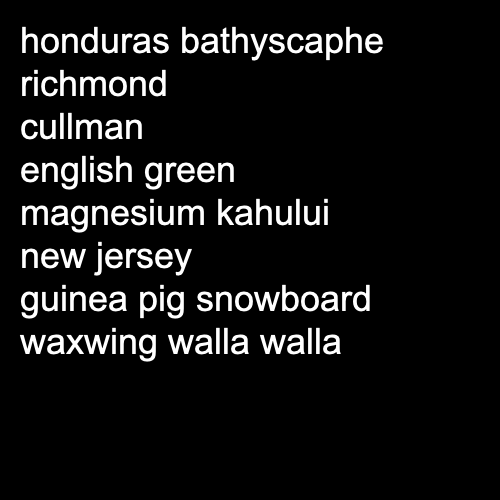 honduras bathyscaphe
richmond
cullman
english green
magnesium kahului
new jersey
guinea pig snowboard
waxwing walla walla